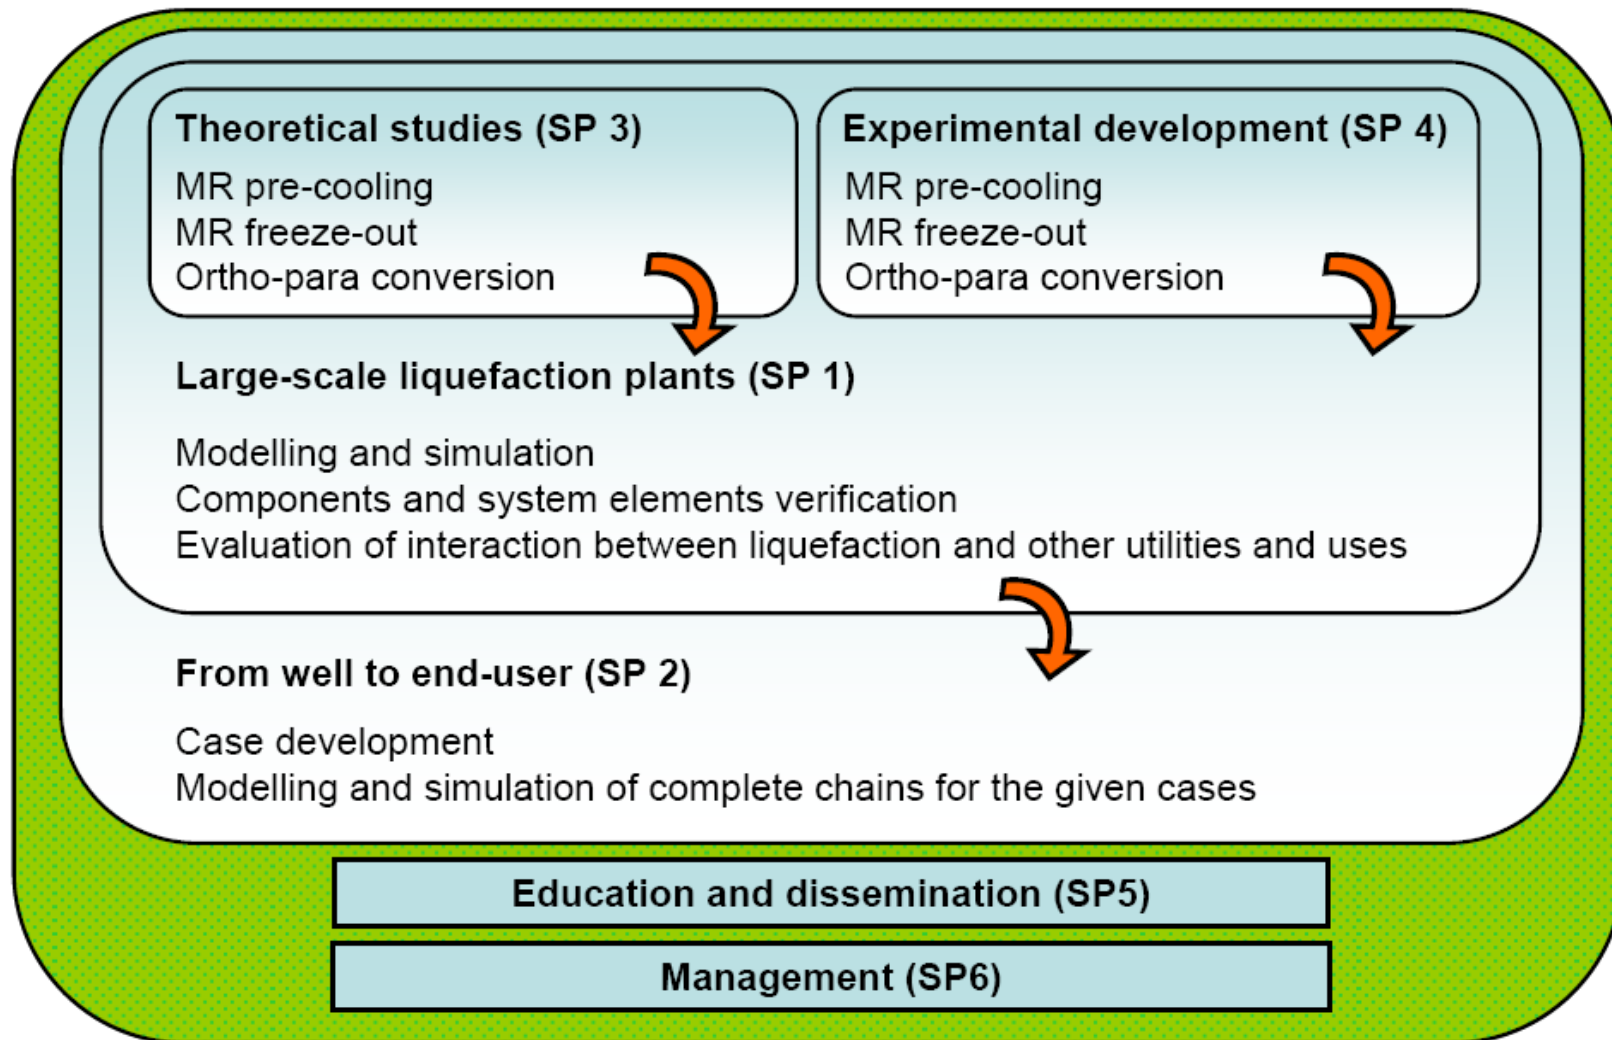 Theoretical studies (SP 3)
MR pre-cooling
MR freeze-out
Ortho-para conversion
Experimental development (SP 4)
MR pre-cooling
MR freeze-out
Ortho-para conversion
Large-scale liquefaction plants (SP 1)
Modelling and simulation
Components and system elements verification
Evaluation of interaction between liquefaction and other utilities and uses
From well to end-user (SP 2)
Case development
Modelling and simulation of complete chains for the given cases
Education and dissemination (SP5)
Management (SP6)